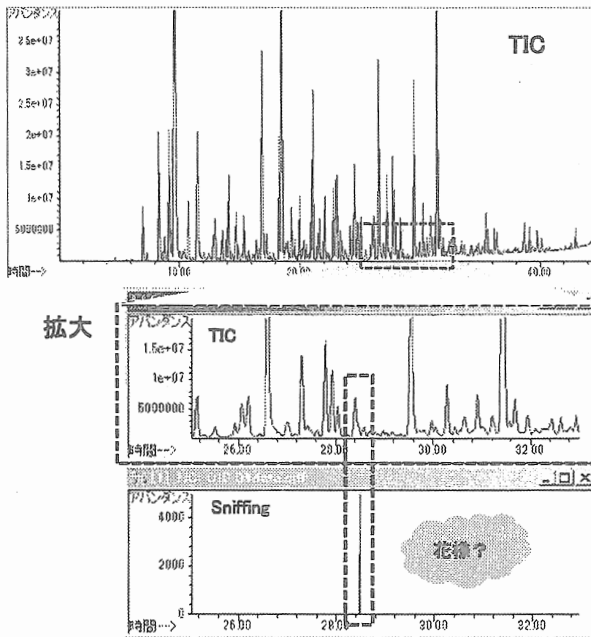 アバンダンス
TIC
2.5e+07
2e+07
1.5e+07
1e+07
5000000
時間-->
10.00
20.00
40.00
拡大
アバンダンス
TIC
1.5e+07
1e+07
5000000
時間-->
26.00
28.00
30.00
32.00
アバンダンス
Sniffing
4000
2000
0
花様?
時間-->
26.00
28.00
30.00
32.00